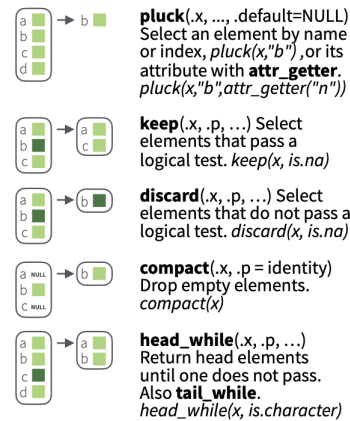 a
b
c
d
b
pluck(.x, ..., .default=NULL)
Select an element by name
or index, pluck(x,"b") ,or its
attribute with attr_getter.
pluck(x,"b",attr_getter("n"))
a
b
c
a
c
keep(.x, .p, …) Select
elements that pass a
logical test. keep(x, is.na)
a
b
c
b
discard(.x, .p, …) Select
elements that do not pass a
logical test. discard(x, is.na)
a NULL
b
c NULL
b
compact(.x, .p = identity)
Drop empty elements.
compact(x)
a
b
c
d
a
b
head_while(.x, .p, …)
Return head elements
until one does not pass.
Also tail_while.
head_while(x, is.character)